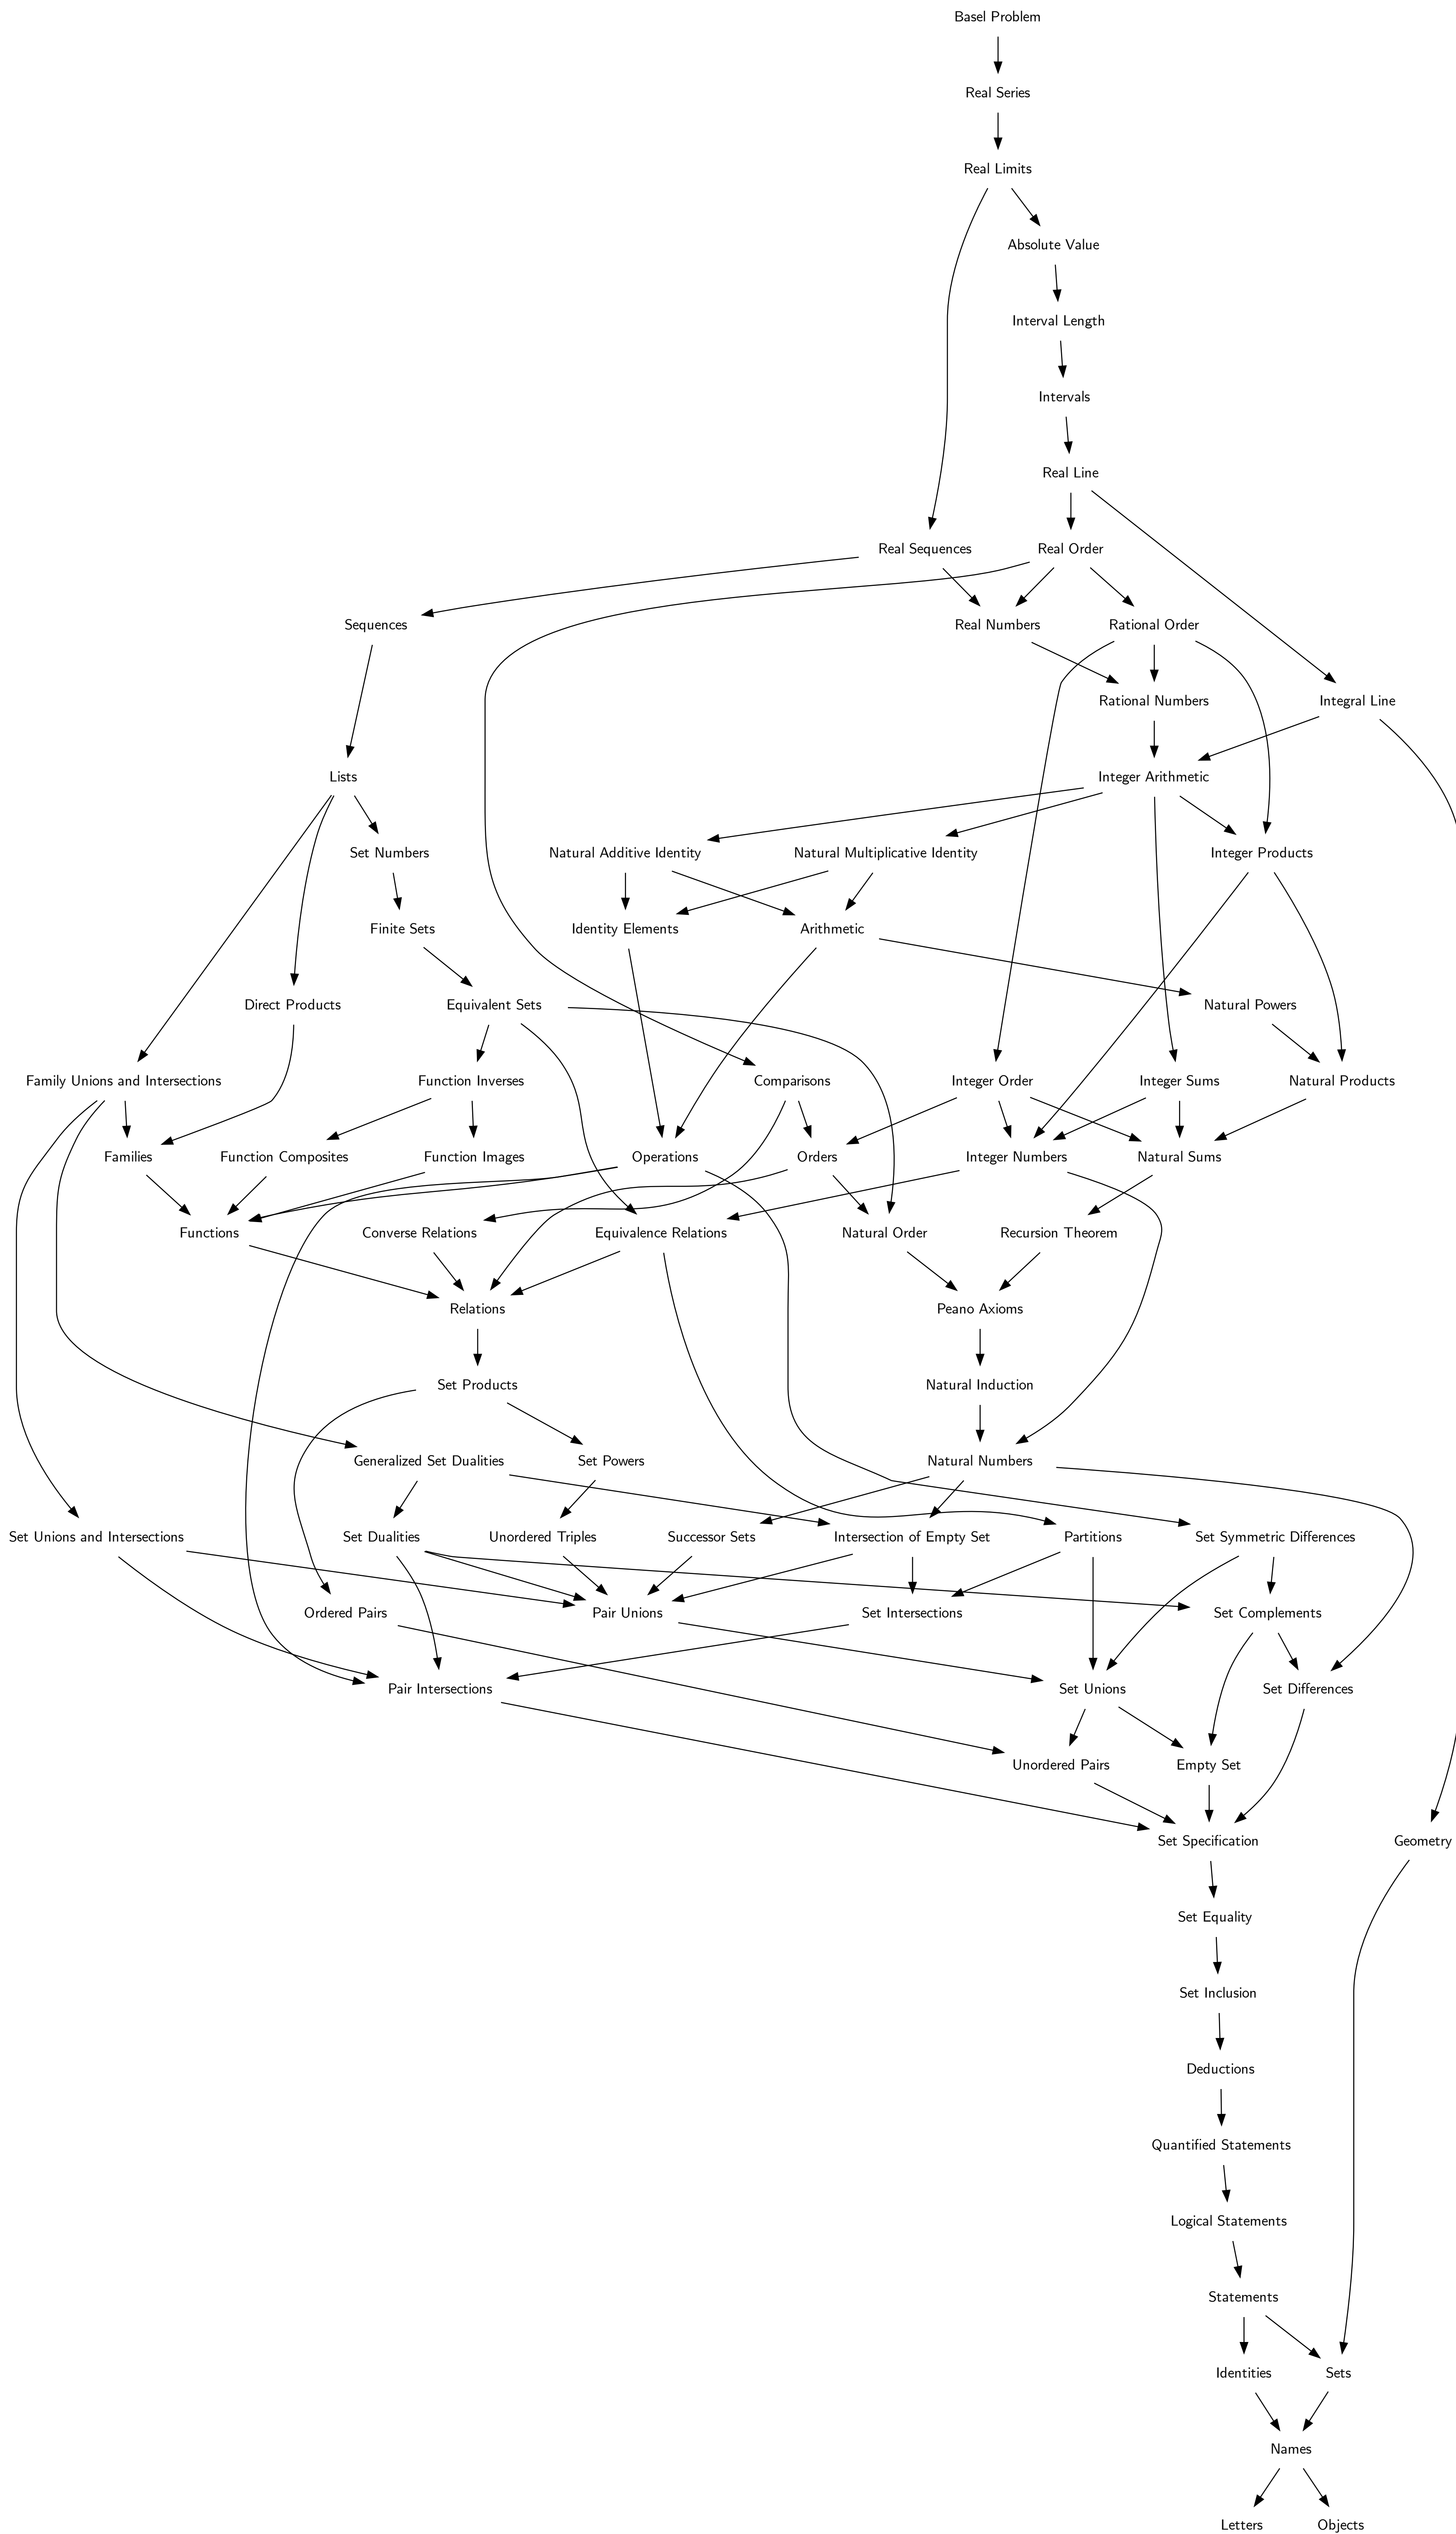 Basel Problem
Real Series
Real Limits
Absolute Value
Interval Length
Intervals
Real Line
Real Sequences
Real Order
Sequences
Real Numbers
Rational Order
Rational Numbers
Integral Line
Lists
Integer Arithmetic
Set Numbers
Natural Additive Identity
Natural Multiplicative Identity
Integer Products
Finite Sets
Identity Elements
Arithmetic
Direct Products
Equivalent Sets
Natural Powers
Family Unions and Intersections
Function Inverses
Comparisons
Integer Order
Integer Sums
Natural Products
Families
Function Composites
Function Images
Operations
Orders
Integer Numbers
Natural Sums
Functions
Converse Relations
Equivalence Relations
Natural Order
Recursion Theorem
Relations
Peano Axioms
Set Products
Natural Induction
Generalized Set Dualities
Set Powers
Natural Numbers
Set Unions and Intersections
Set Dualities
Unordered Triples
Successor Sets
Intersection of Empty Set
Partitions
Set Symmetric Differences
Ordered Pairs
Pair Unions
Set Intersections
Set Complements
Pair Intersections
Set Unions
Set Differences
Unordered Pairs
Empty Set
Set Specification
Geometry
Set Equality
Set Inclusion
Deductions
Quantified Statements
Logical Statements
Statements
Identities
Sets
Names
Letters
Objects